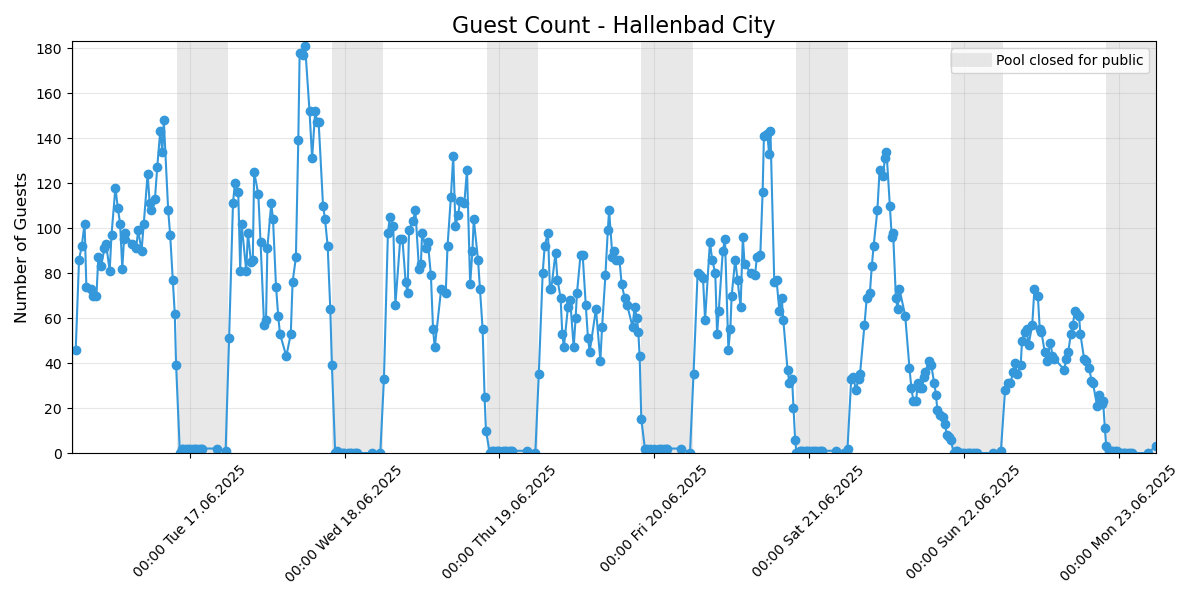 Guest Count - Hallenbad City
Pool closed for public
Number of Guests
180
160
140
120
100
80
60
40
20
0
00:00 Tue 17.06.2025
00:00 Wed 18.06.2025
00:00 Thu 19.06.2025
00:00 Fri 20.06.2025
00:00 Sat 21.06.2025
00:00 Sun 22.06.2025
00:00 Mon 23.06.2025